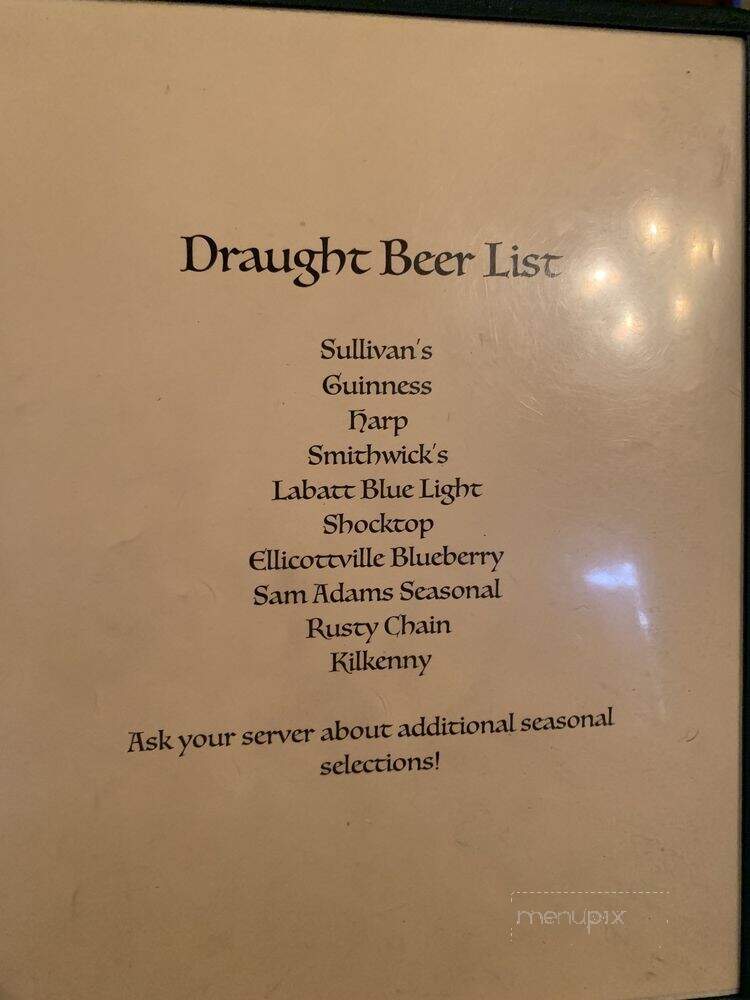 Draught Beer List
Sullivan's
Guinness
Harp
Smithwick's
Labatt Blue Light
Shocktop
Ellicottville Blueberry
Sam Adams Seasonal
Rusty Chain
Kilkenny
Ask your server about additional seasonal
selections!
menupix